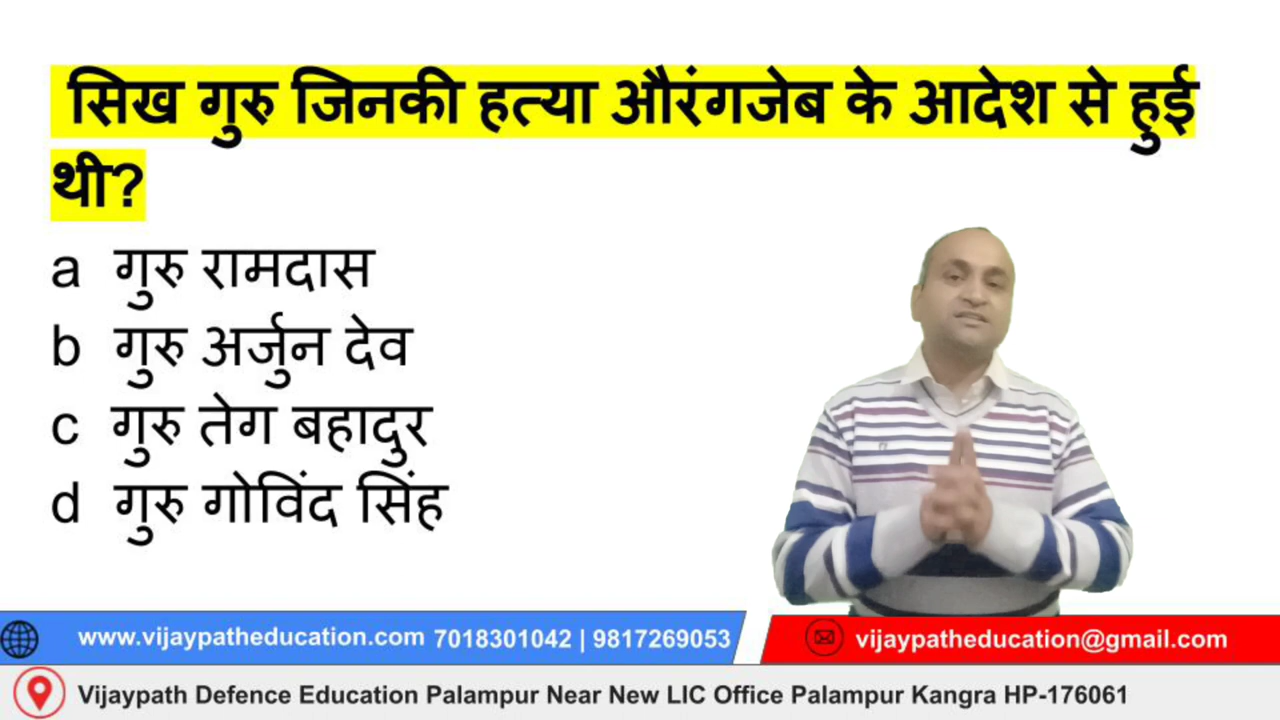 सिख गुरु जिनकी हत्या औरंगजेब के आदेश से हुई
थी?
a गुरु रामदास
b गुरु अर्जुन देव
c गुरु तेग बहादुर
d गुरु गोविंद सिंह
www.vijaypatheducation.com 7018301042 | 9817269053
vijaypatheducation@gmail.com
Vijaypath Defence Education Palampur Near New LIC Office Palampur Kangra HP-176061